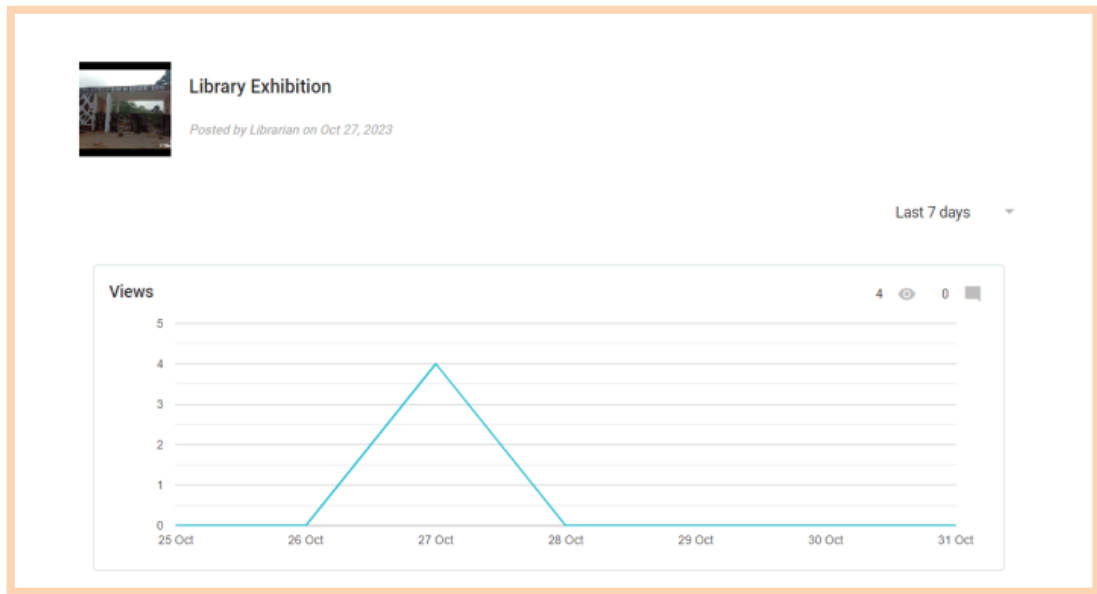 Library Exhibition
Posted by Librarian on Oct 27, 2023
Last 7 days
Views
4 0
5
4
3
2
1
0
25 Oct 26 Oct 27 Oct 28 Oct 29 Oct 30 Oct 31 Oct